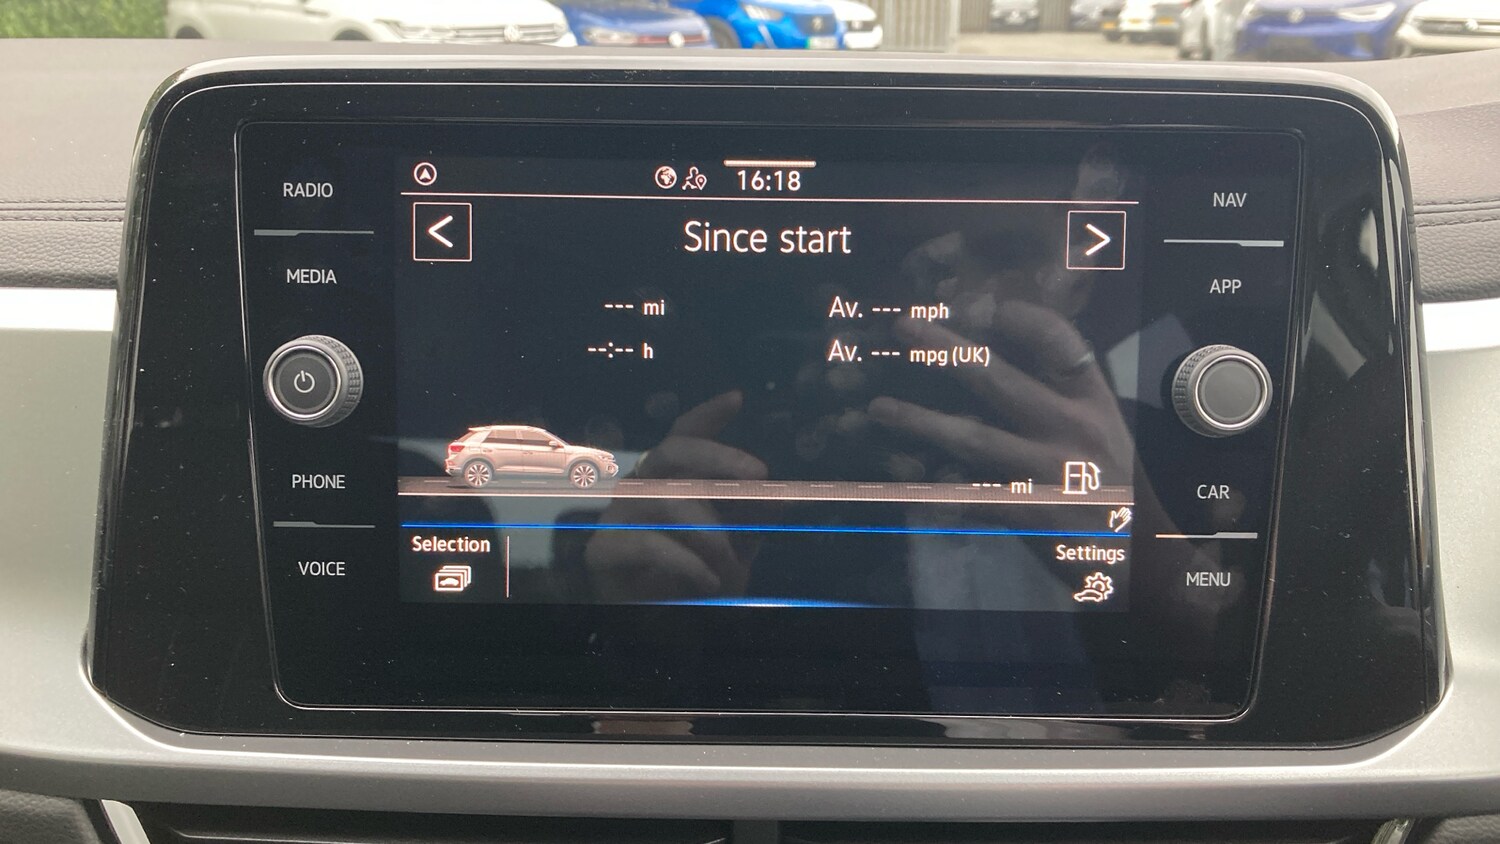 RADIO
MEDIA
PHONE
VOICE
16:18
<
Since start
>
--- mi
Av. --- mph
--:-- h
Av. --- mpg (UK)
--- mi
Selection
Settings
NAV
APP
CAR
MENU